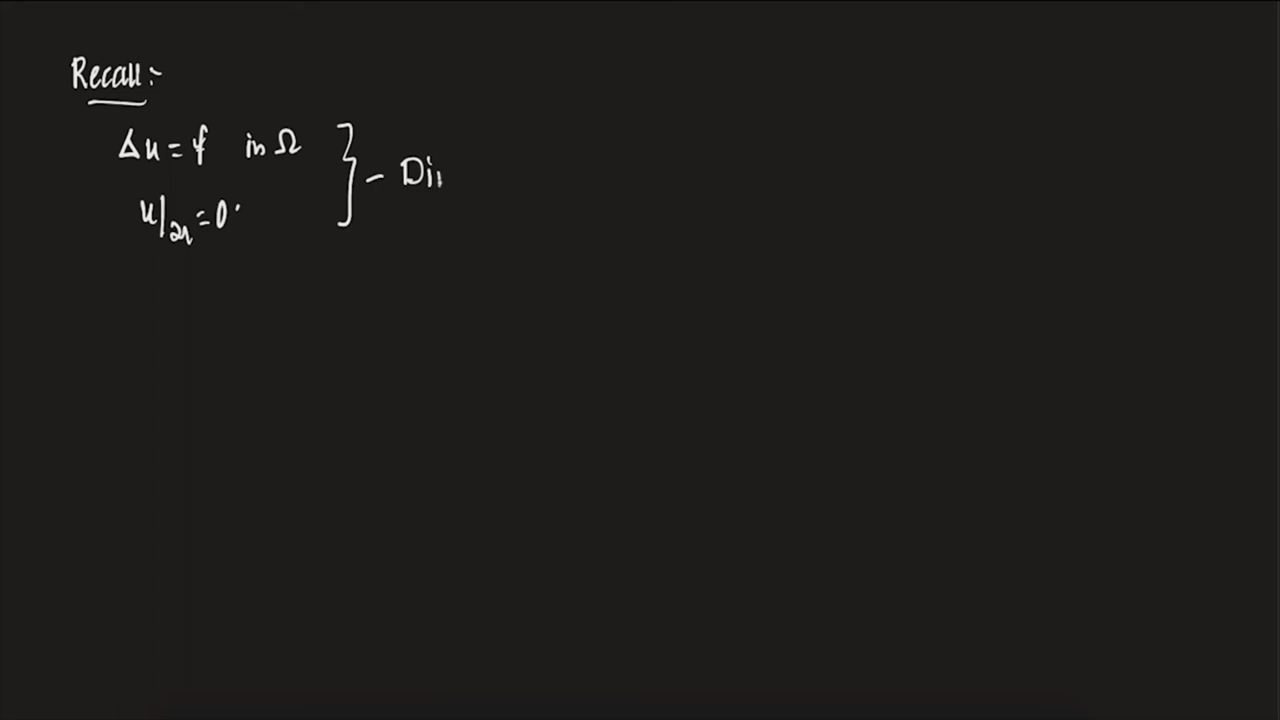 Recall :-
Δu = f in Ω } - Di
u|∂Ω = 0